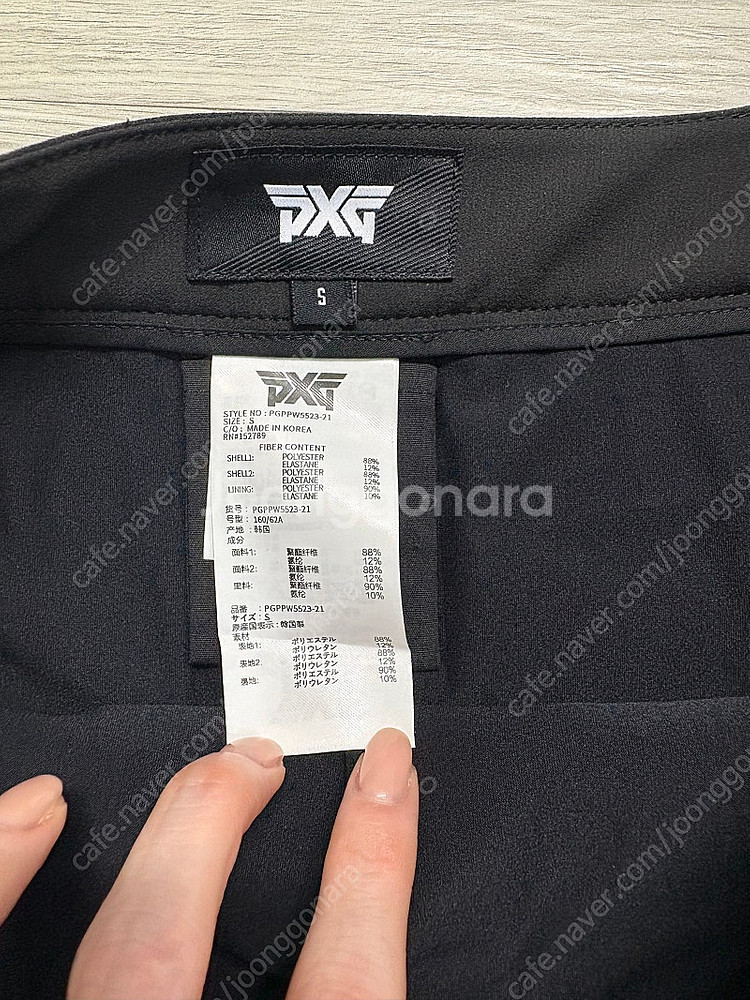 PXG
S
PXG
STYLE NO : PGPPW5523-21
SIZE : S
C/O : MADE IN KOREA
RN#152789
FIBER CONTENT
SHELL1: POLYESTER 88%
ELASTANE 12%
SHELL2: POLYESTER 88%
ELASTANE 12%
LINING: POLYESTER 90%
ELASTANE 10%
货号: PGPPW5523-21
号型: 160/62A
产地: 韩国
成分
面料1: 聚酯纤维 88%
氨纶 12%
面料2: 聚酯纤维 88%
氨纶 12%
里料: 聚酯纤维 90%
氨纶 10%
品番 : PGPPW5523-21
サイズ: S
原産国表示: 韓国製
素材
表地1: ポリエステル 88%
ポリウレタン 12%
表地2: ポリエステル 88%
ポリウレタン 12%
裏地: ポリエステル 90%
ポリウレタン 10%
cafe.naver.com/joonggonara